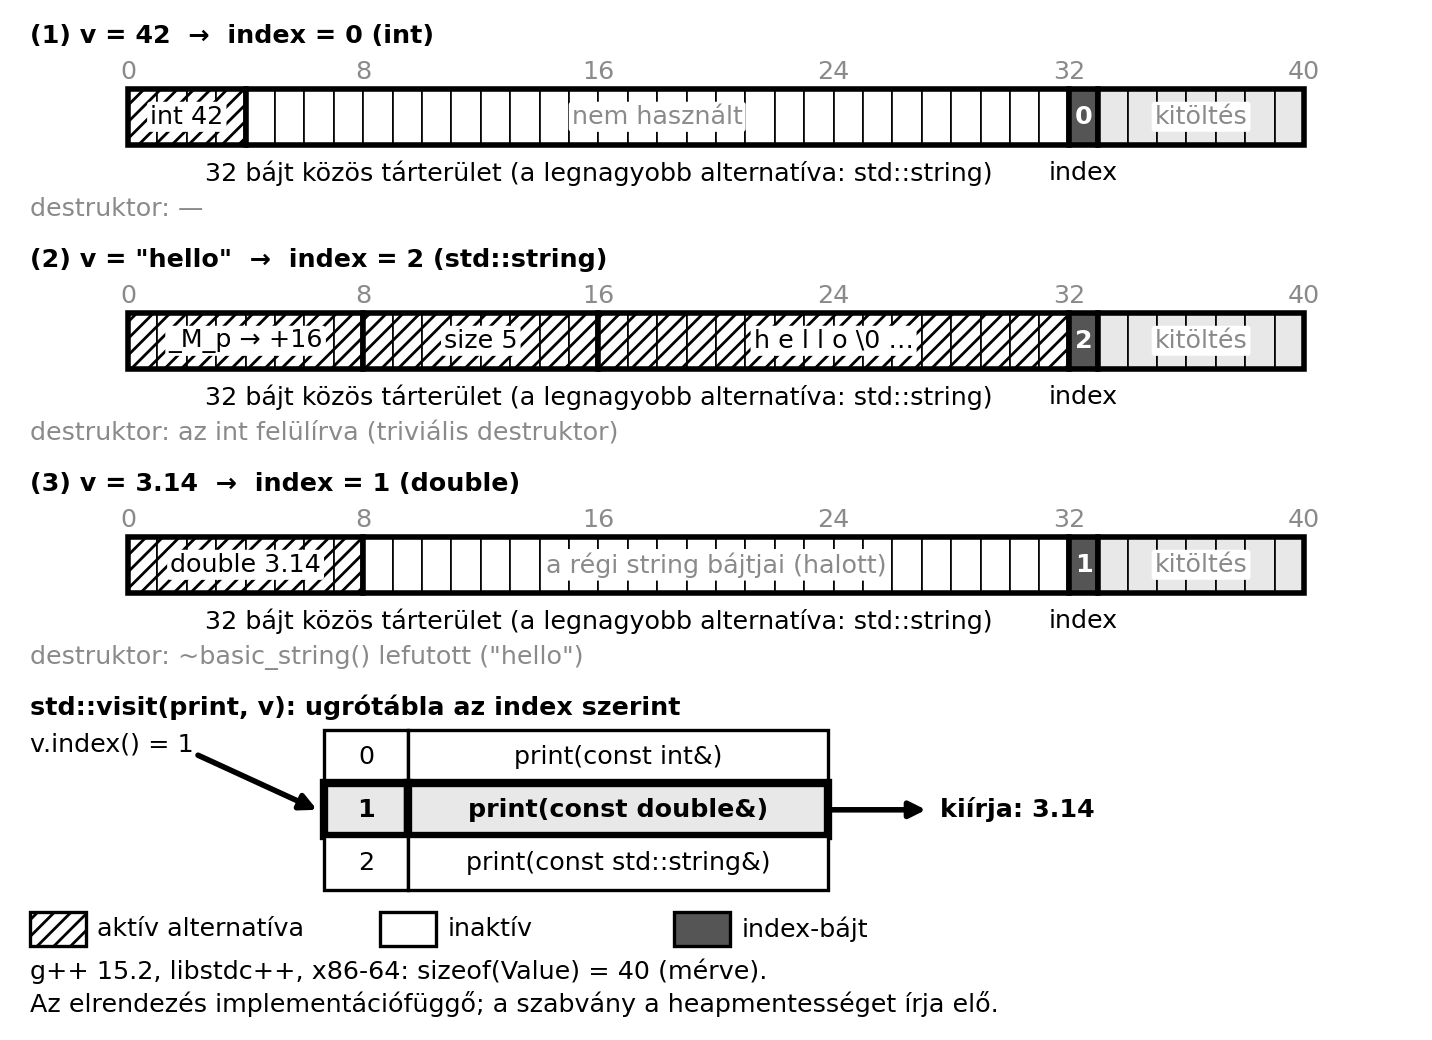 (1) v = 42 → index = 0 (int)
0 8 16 24 32 40
int 42 nem használt 0 kitöltés
32 bájt közös tárterület (a legnagyobb alternatíva: std::string) index
destruktor: —
(2) v = "hello" → index = 2 (std::string)
0 8 16 24 32 40
_M_p → +16 size 5 h e l l o \0 ... 2 kitöltés
32 bájt közös tárterület (a legnagyobb alternatíva: std::string) index
destruktor: az int felülírva (triviális destruktor)
(3) v = 3.14 → index = 1 (double)
0 8 16 24 32 40
double 3.14 a régi string bájtjai (halott) 1 kitöltés
32 bájt közös tárterület (a legnagyobb alternatíva: std::string) index
destruktor: ~basic_string() lefutott ("hello")
std::visit(print, v): ugrótábla az index szerint
v.index() = 1
0 print(const int&)
1 print(const double&) kiírja: 3.14
2 print(const std::string&)
aktív alternatíva inaktív index-bájt
g++ 15.2, libstdc++, x86-64: sizeof(Value) = 40 (mérve).
Az elrendezés implementációfüggő; a szabvány a heapmentességet írja elő.